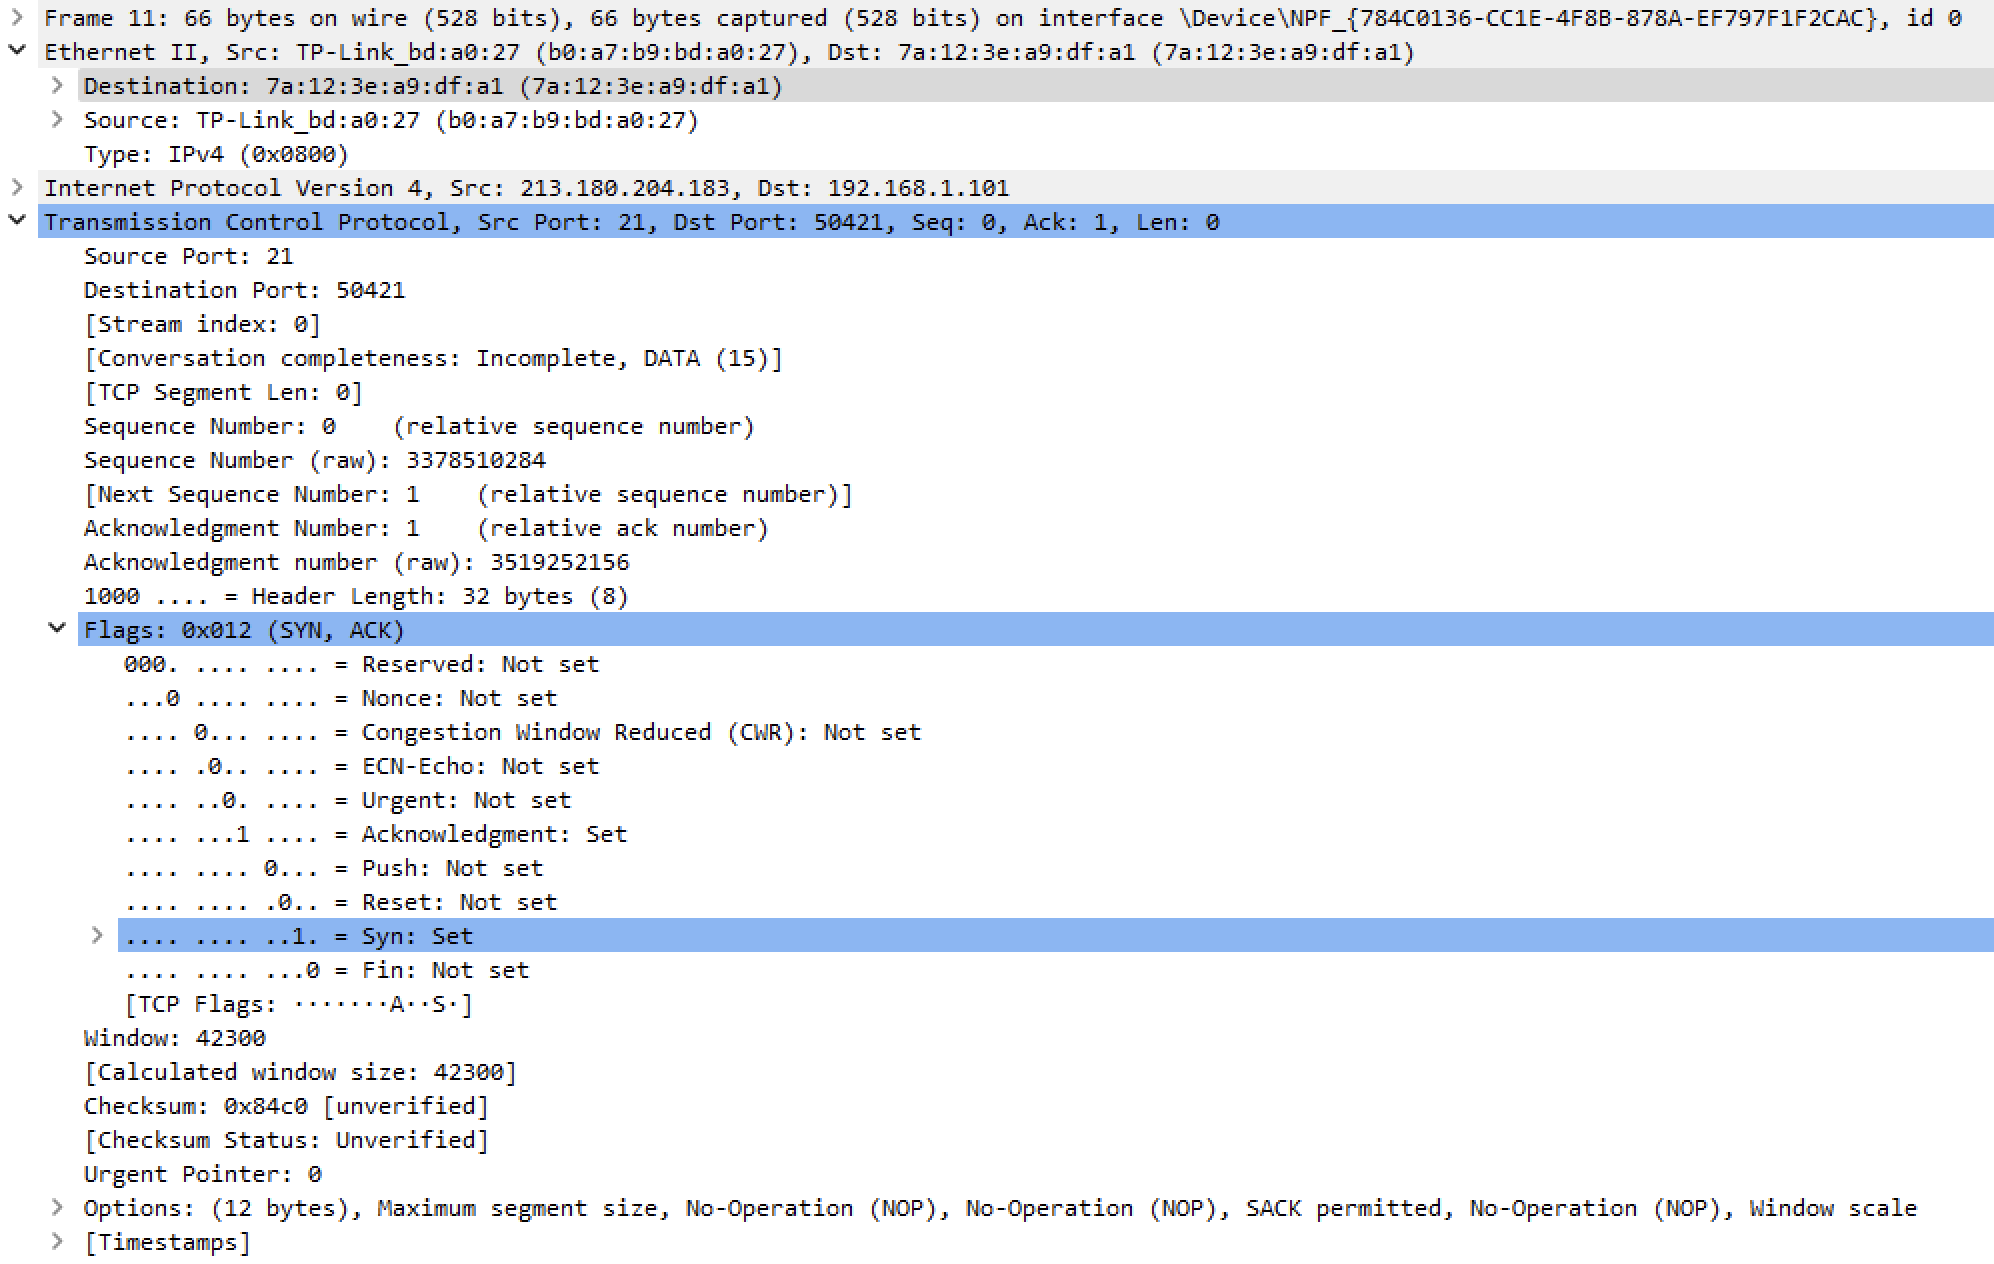 Frame 11: 66 bytes on wire (528 bits), 66 bytes captured (528 bits) on interface \Device\NPF_{784C0136-CC1E-4F8B-878A-EF797F1F2CAC}, id 0
Ethernet II, Src: TP-Link_bd:a0:27 (b0:a7:b9:bd:a0:27), Dst: 7a:12:3e:a9:df:a1 (7a:12:3e:a9:df:a1)
Destination: 7a:12:3e:a9:df:a1 (7a:12:3e:a9:df:a1)
Source: TP-Link_bd:a0:27 (b0:a7:b9:bd:a0:27)
Type: IPv4 (0x0800)
Internet Protocol Version 4, Src: 213.180.204.183, Dst: 192.168.1.101
Transmission Control Protocol, Src Port: 21, Dst Port: 50421, Seq: 0, Ack: 1, Len: 0
Source Port: 21
Destination Port: 50421
[Stream index: 0]
[Conversation completeness: Incomplete, DATA (15)]
[TCP Segment Len: 0]
Sequence Number: 0    (relative sequence number)
Sequence Number (raw): 3378510284
[Next Sequence Number: 1    (relative sequence number)]
Acknowledgment Number: 1    (relative ack number)
Acknowledgment number (raw): 3519252156
1000 .... = Header Length: 32 bytes (8)
Flags: 0x012 (SYN, ACK)
000. .... .... = Reserved: Not set
...0 .... .... = Nonce: Not set
.... 0... .... = Congestion Window Reduced (CWR): Not set
.... .0.. .... = ECN-Echo: Not set
.... ..0. .... = Urgent: Not set
.... ...1 .... = Acknowledgment: Set
.... .... 0... = Push: Not set
.... .... .0.. = Reset: Not set
.... .... ..1. = Syn: Set
.... .... ...0 = Fin: Not set
[TCP Flags: ·······A··S·]
Window: 42300
[Calculated window size: 42300]
Checksum: 0x84c0 [unverified]
[Checksum Status: Unverified]
Urgent Pointer: 0
Options: (12 bytes), Maximum segment size, No-Operation (NOP), No-Operation (NOP), SACK permitted, No-Operation (NOP), Window scale
[Timestamps]